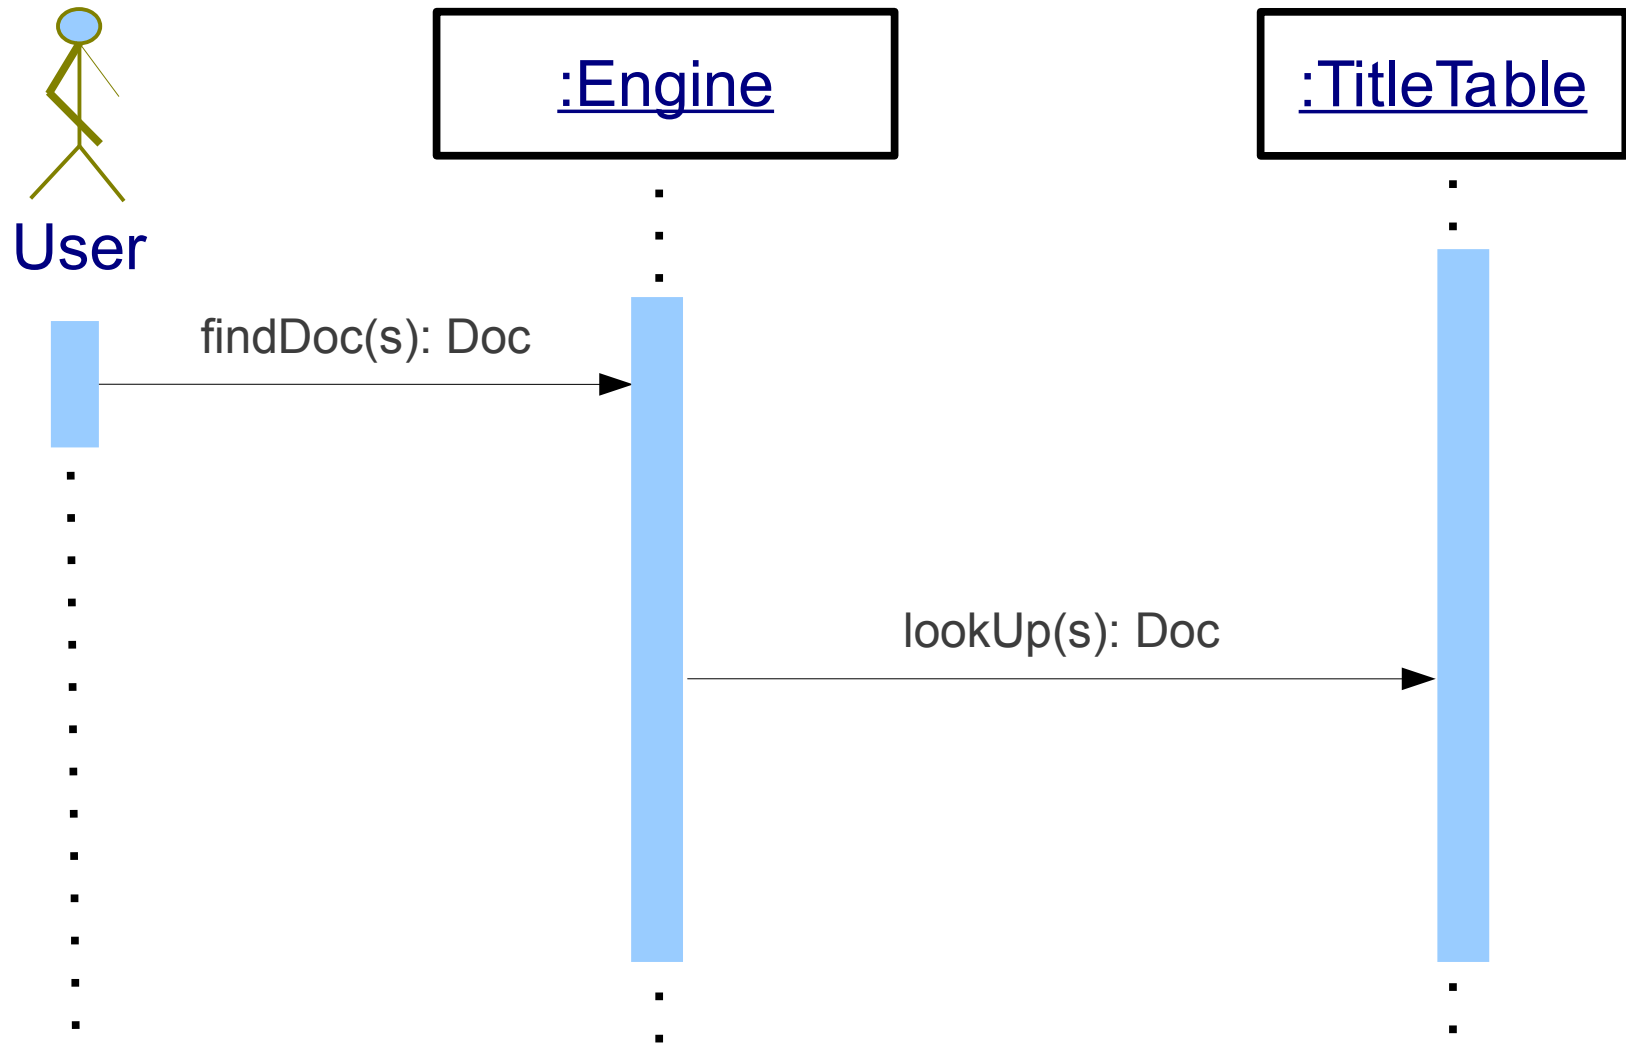 :Engine
:TitleTable
User
findDoc(s): Doc
lookUp(s): Doc